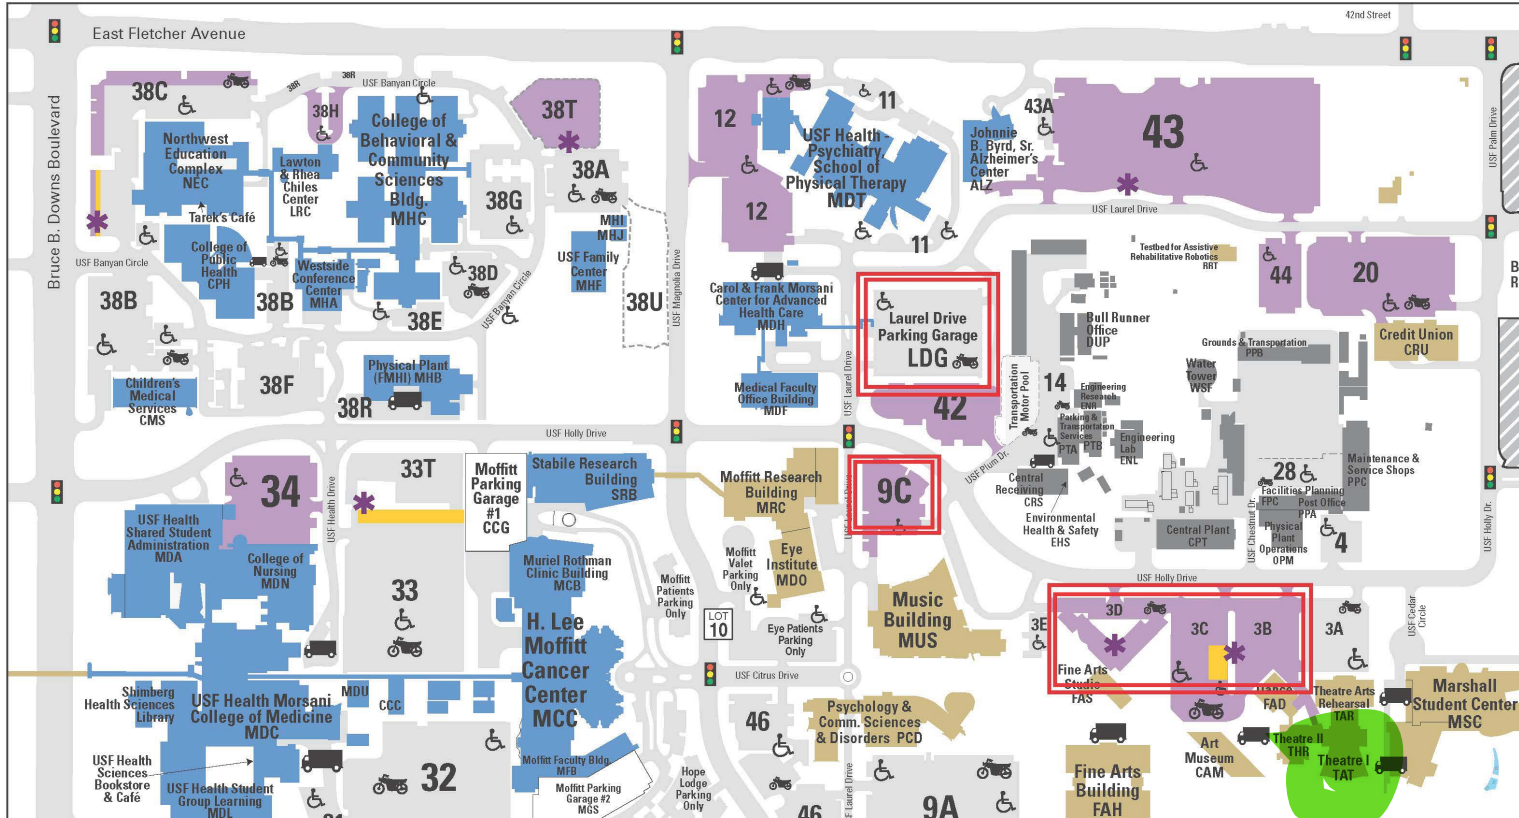 42nd Street
East Fletcher Avenue
Bruce B. Downs Boulevard
USF Palm Drive
38R
38R
USF Banyan Circle
38C
38H
Northwest
Education
Complex
NEC
Tarek's Café
Lawton
& Rhea
Chiles
Center
LRC
College of
Behavioral &
Community
Sciences
Bldg.
MHC
38T
38A
38G
MHI
MHJ
USF Family
Center
MHF
38U
USF Magnolia Drive
College of
Public
Health
CPH
USF Banyan Circle
Westside
Conference
Center
MHA
38B
38B
38D
38E
USF Banyan Circle
Children's
Medical
Services
CMS
38F
Physical Plant
(FMHI) MHB
38R
12
12
11
11
USF Health -
Psychiatry,
School of
Physical Therapy
MDT
43A
Johnnie
B. Byrd, Sr.
Alzheimer's
Center
ALZ
43
USF Laurel Drive
Testbed for Assistive
Rehabilitative Robotics
RRT
44
20
B
R
Carol & Frank Morsani
Center for Advanced
Health Care
MDH
Laurel Drive
Parking Garage
LDG
Bull Runner
Office
DUP
Grounds & Transportation
PPB
Credit Union
CRU
Water
Tower
WSF
Medical Faculty
Office Building
MDF
USF Laurel Drive
42
Transportation
Motor Pool
14
Engineering
Research
ENR
Parking &
Transportation
Services
PTA
PTB
Engineering
Lab
ENL
USF Holly Drive
USF Plum Dr.
Central
Receiving
CRS
Environmental
Health & Safety
EHS
28
Maintenance &
Service Shops
PPC
Facilities Planning
FPC
Post Office
PPA
Physical
Plant
Operations
OPM
Central Plant
CPT
USF Chestnut Dr.
4
USF Holly Dr.
34
USF Health Drive
33T
Moffitt
Parking
Garage
#1
CCG
Stabile Research
Building
SRB
Moffitt Research
Building
MRC
9C
USF Laurel Drive
USF Health
Shared Student
Administration
MDA
College of
Nursing
MDN
33
Muriel Rothman
Clinic Building
MCB
Moffitt
Valet
Parking
Only
Eye
Institute
MDO
Moffitt
Patients
Parking
Only
LOT
10
Eye Patients
Parking
Only
Music
Building
MUS
USF Holly Drive
3E
3D
3C
3B
3A
USF Cedar
Circle
H. Lee
Moffitt
Cancer
Center
MCC
USF Citrus Drive
Fine Arts
Studio
FAS
Dance
FAD
Theatre Arts
Rehearsal
TAR
Marshall
Student Center
MSC
Shimberg
Health Sciences
Library
USF Health Morsani
College of Medicine
MDC
MDU
CCC
46
Psychology &
Comm. Sciences
& Disorders PCD
Art
Museum
CAM
Theatre II
THR
Theatre I
TAT
USF Health
Sciences
Bookstore
& Café
USF Health Student
Group Learning
MDL
32
Moffitt Faculty Bldg.
MFB
Moffitt Parking
Garage #2
MGS
Hope
Lodge
Parking
Only
46
F Laurel Drive
9A
Fine Arts
Building
FAH